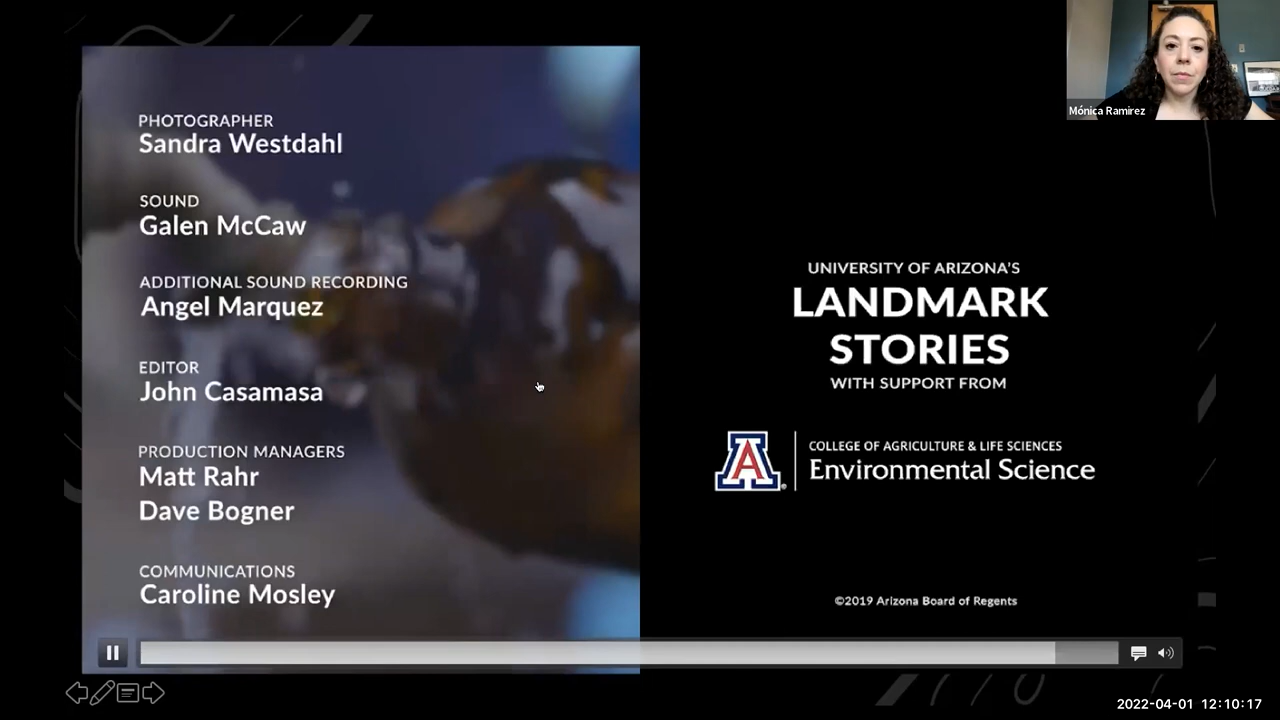 PHOTOGRAPHER
Sandra Westdahl
SOUND
Galen McCaw
ADDITIONAL SOUND RECORDING
Angel Marquez
EDITOR
John Casamasa
PRODUCTION MANAGERS
Matt Rahr
Dave Bogner
COMMUNICATIONS
Caroline Mosley
UNIVERSITY OF ARIZONA'S
LANDMARK
STORIES
WITH SUPPORT FROM
A
COLLEGE OF AGRICULTURE & LIFE SCIENCES
Environmental Science
©2019 Arizona Board of Regents
Mónica Ramirez
2022-04-01 12:10:17